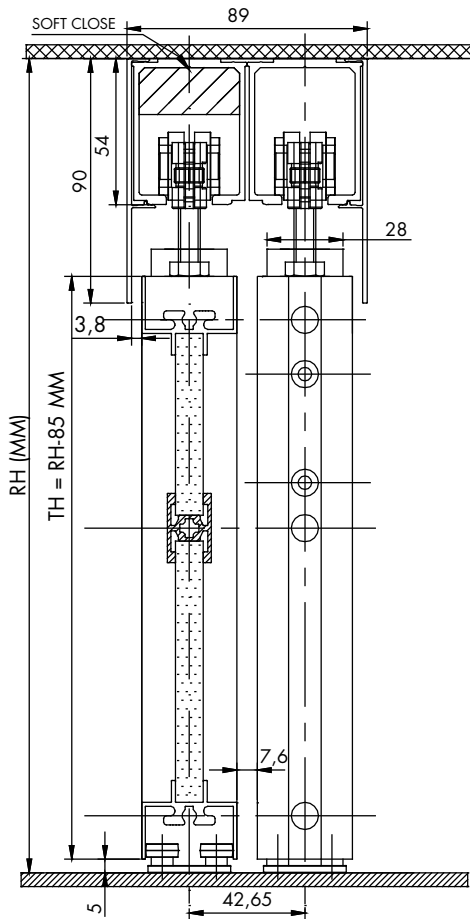 89
SOFT CLOSE
54
90
28
3,8
RH (MM)
TH = RH-85 MM
7,6
5
42,65